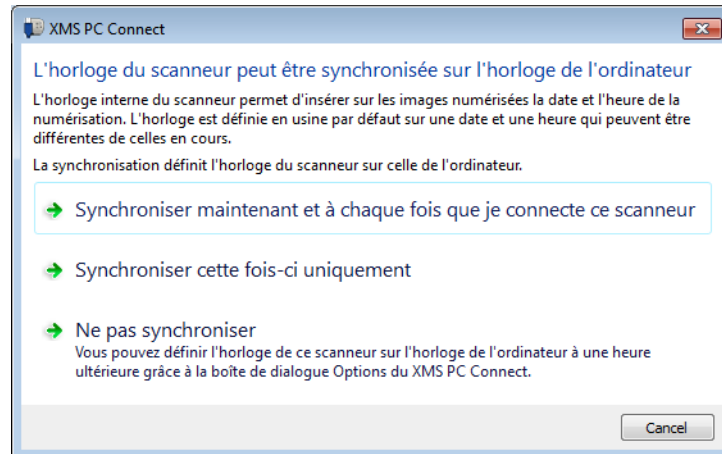 XMS PC Connect
L'horloge du scanneur peut être synchronisée sur l'horloge de l'ordinateur
L'horloge interne du scanneur permet d'insérer sur les images numérisées la date et l'heure de la
numérisation. L'horloge est définie en usine par défaut sur une date et une heure qui peuvent être
différentes de celles en cours.
La synchronisation définit l'horloge du scanneur sur celle de l'ordinateur.
Synchroniser maintenant et à chaque fois que je connecte ce scanneur
Synchroniser cette fois-ci uniquement
Ne pas synchroniser
Vous pouvez définir l'horloge de ce scanneur sur l'horloge de l'ordinateur à une heure
ultérieure grâce à la boîte de dialogue Options du XMS PC Connect.
Cancel